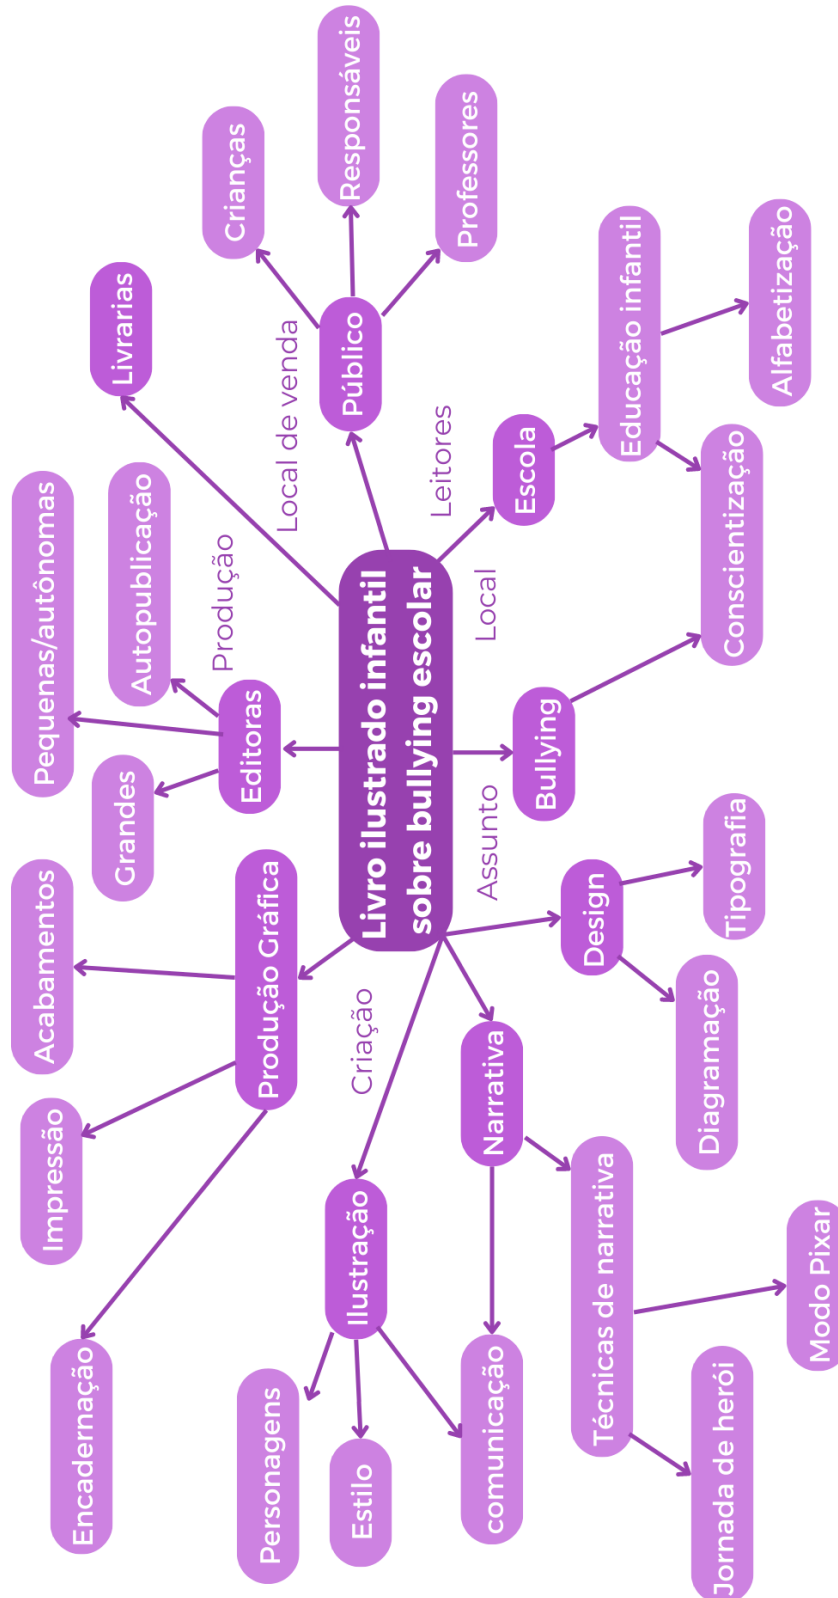 Encadernação
Impressão
Acabamentos
Grandes
Pequenas/autônomas
Autopublicação
Livrarias
Crianças
Responsáveis
Professores
Produção Gráfica
Editoras
Produção
Local de venda
Público
Personagens
Estilo
Ilustração
Criação
Livro ilustrado infantil
sobre bullying escolar
Leitores
comunicação
Narrativa
Assunto
Local
Escola
Técnicas de narrativa
Design
Bullying
Educação infantil
Jornada de herói
Modo Pixar
Diagramação
Tipografia
Conscientização
Alfabetização